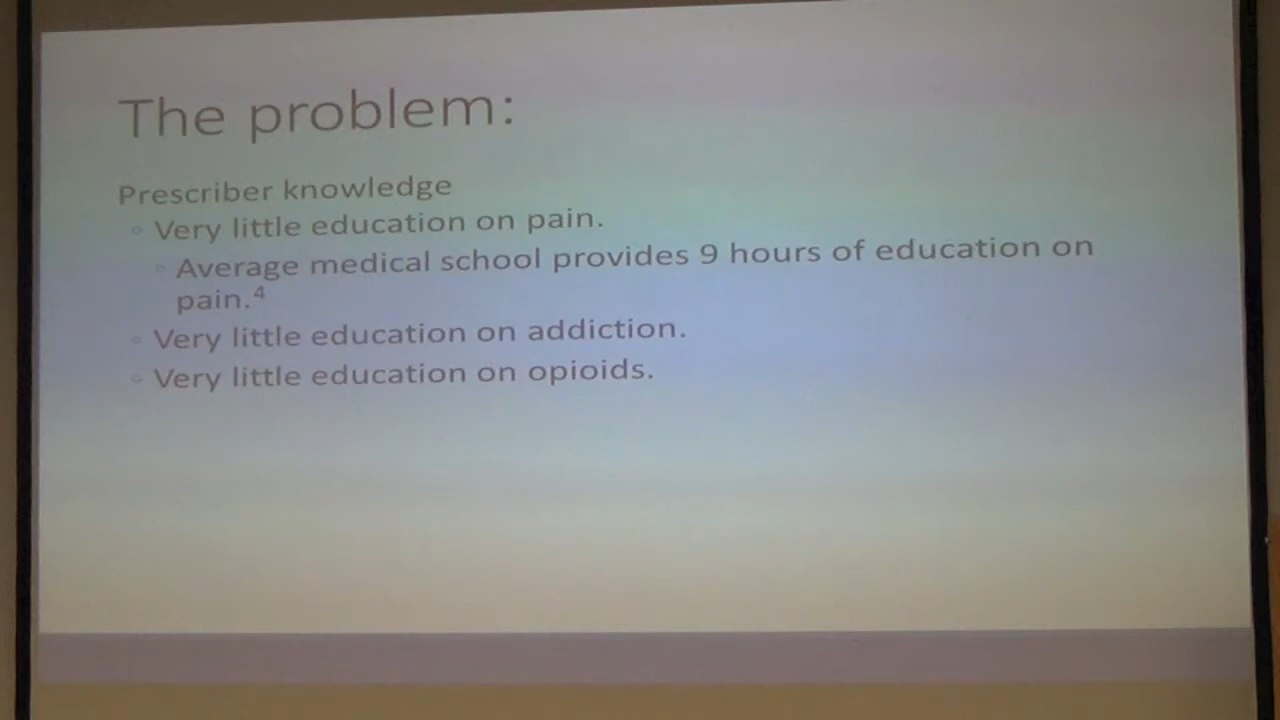 The problem:
Prescriber knowledge
◦ Very little education on pain.
◦ Average medical school provides 9 hours of education on
pain.⁴
◦ Very little education on addiction.
◦ Very little education on opioids.